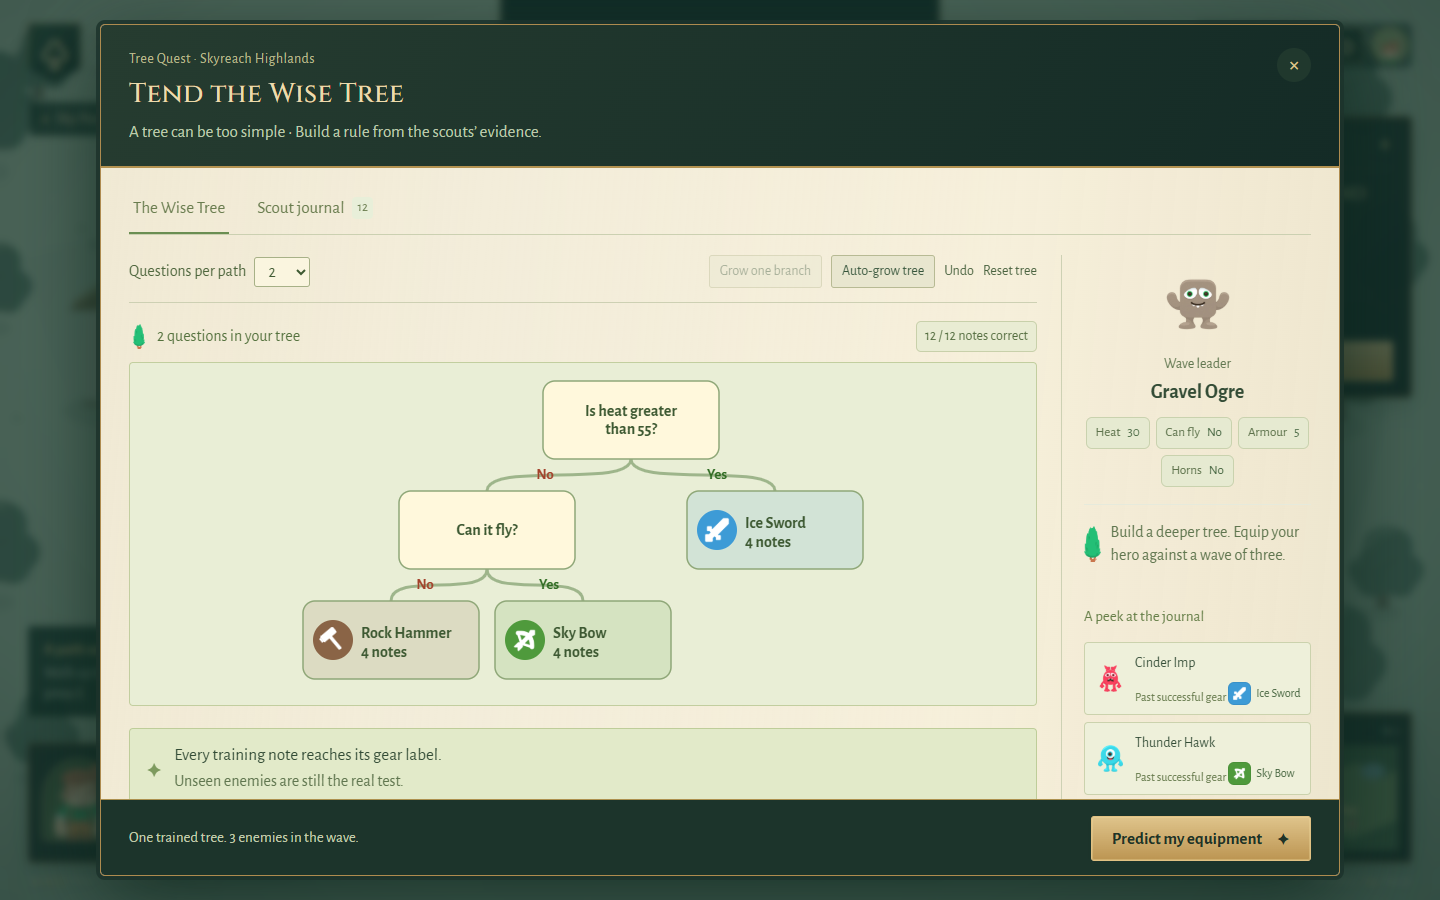 Tree Quest · Skyreach Highlands
Tend the Wise Tree
A tree can be too simple · Build a rule from the scouts' evidence.
×
The Wise Tree
Scout journal 12
Questions per path 2
Grow one branch
Auto-grow tree
Undo
Reset tree
2 questions in your tree
12 / 12 notes correct
Is heat greater
than 55?
No
Yes
Can it fly?
Ice Sword
4 notes
No
Yes
Rock Hammer
4 notes
Sky Bow
4 notes
Every training note reaches its gear label.
Unseen enemies are still the real test.
Wave leader
Gravel Ogre
Heat 30
Can fly No
Armour 5
Horns No
Build a deeper tree. Equip your
hero against a wave of three.
A peek at the journal
Cinder Imp
Past successful gear Ice Sword
Thunder Hawk
Past successful gear Sky Bow
One trained tree. 3 enemies in the wave.
Predict my equipment